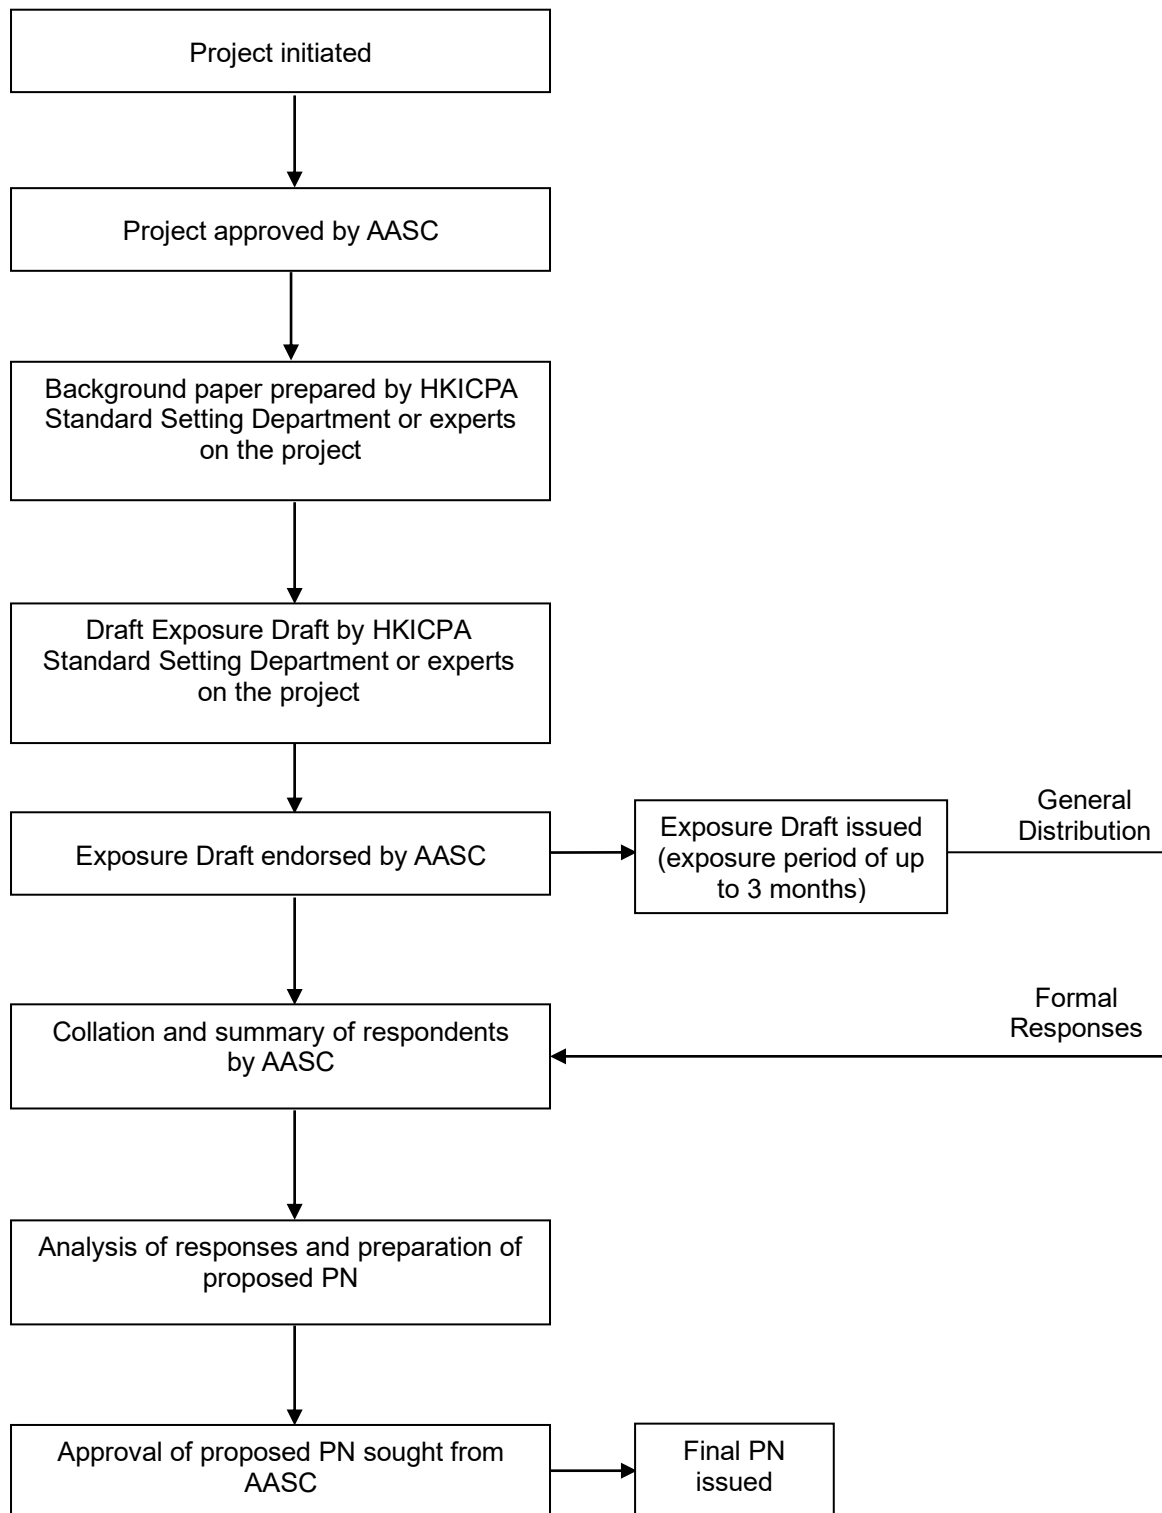 Project initiated
Project approved by AASC
Background paper prepared by HKICPA
Standard Setting Department or experts
on the project
Draft Exposure Draft by HKICPA
Standard Setting Department or experts
on the project
Exposure Draft endorsed by AASC
Exposure Draft issued
(exposure period of up
to 3 months)
General
Distribution
Formal
Responses
Collation and summary of respondents
by AASC
Analysis of responses and preparation of
proposed PN
Approval of proposed PN sought from
AASC
Final PN
issued